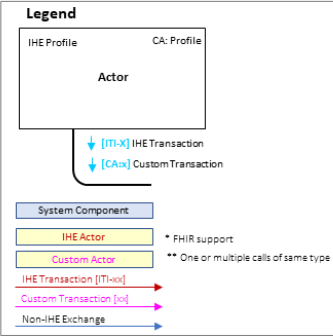 Legend
IHE Profile CA: Profile
Actor
[ITI-X] IHE Transaction
[CA:x] Custom Transaction
System Component
IHE Actor * FHIR support
Custom Actor ** One or multiple calls of same type
IHE Transaction [ITI-xx]
Custom Transaction [xx]
Non-IHE Exchange